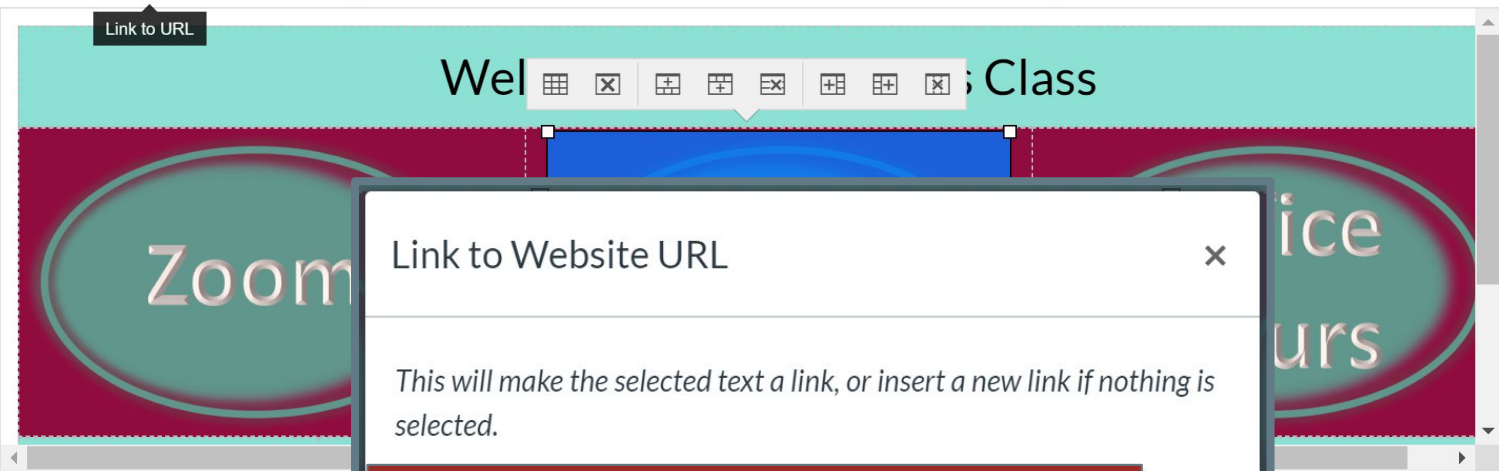 Link to URL
Wel s Class
Zoom
ice
urs
Link to Website URL
This will make the selected text a link, or insert a new link if nothing is
selected.